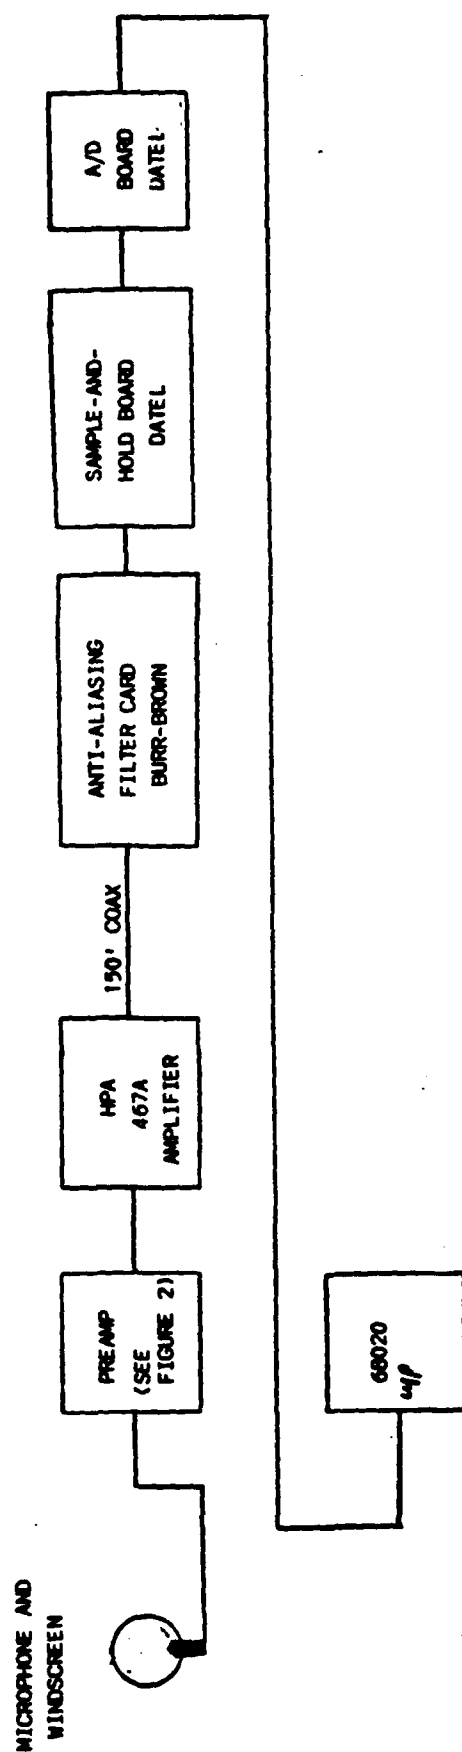 MICROPHONE AND
WINDSCREEN
PREAMP
(SEE
FIGURE 2)
HPA
467A
AMPLIFIER
150' COAX
ANTI-ALIASING
FILTER CARD
BURR-BROWN
SAMPLE-AND-
HOLD BOARD
DATEL
A/D
BOARD
DATEL
68020
μP